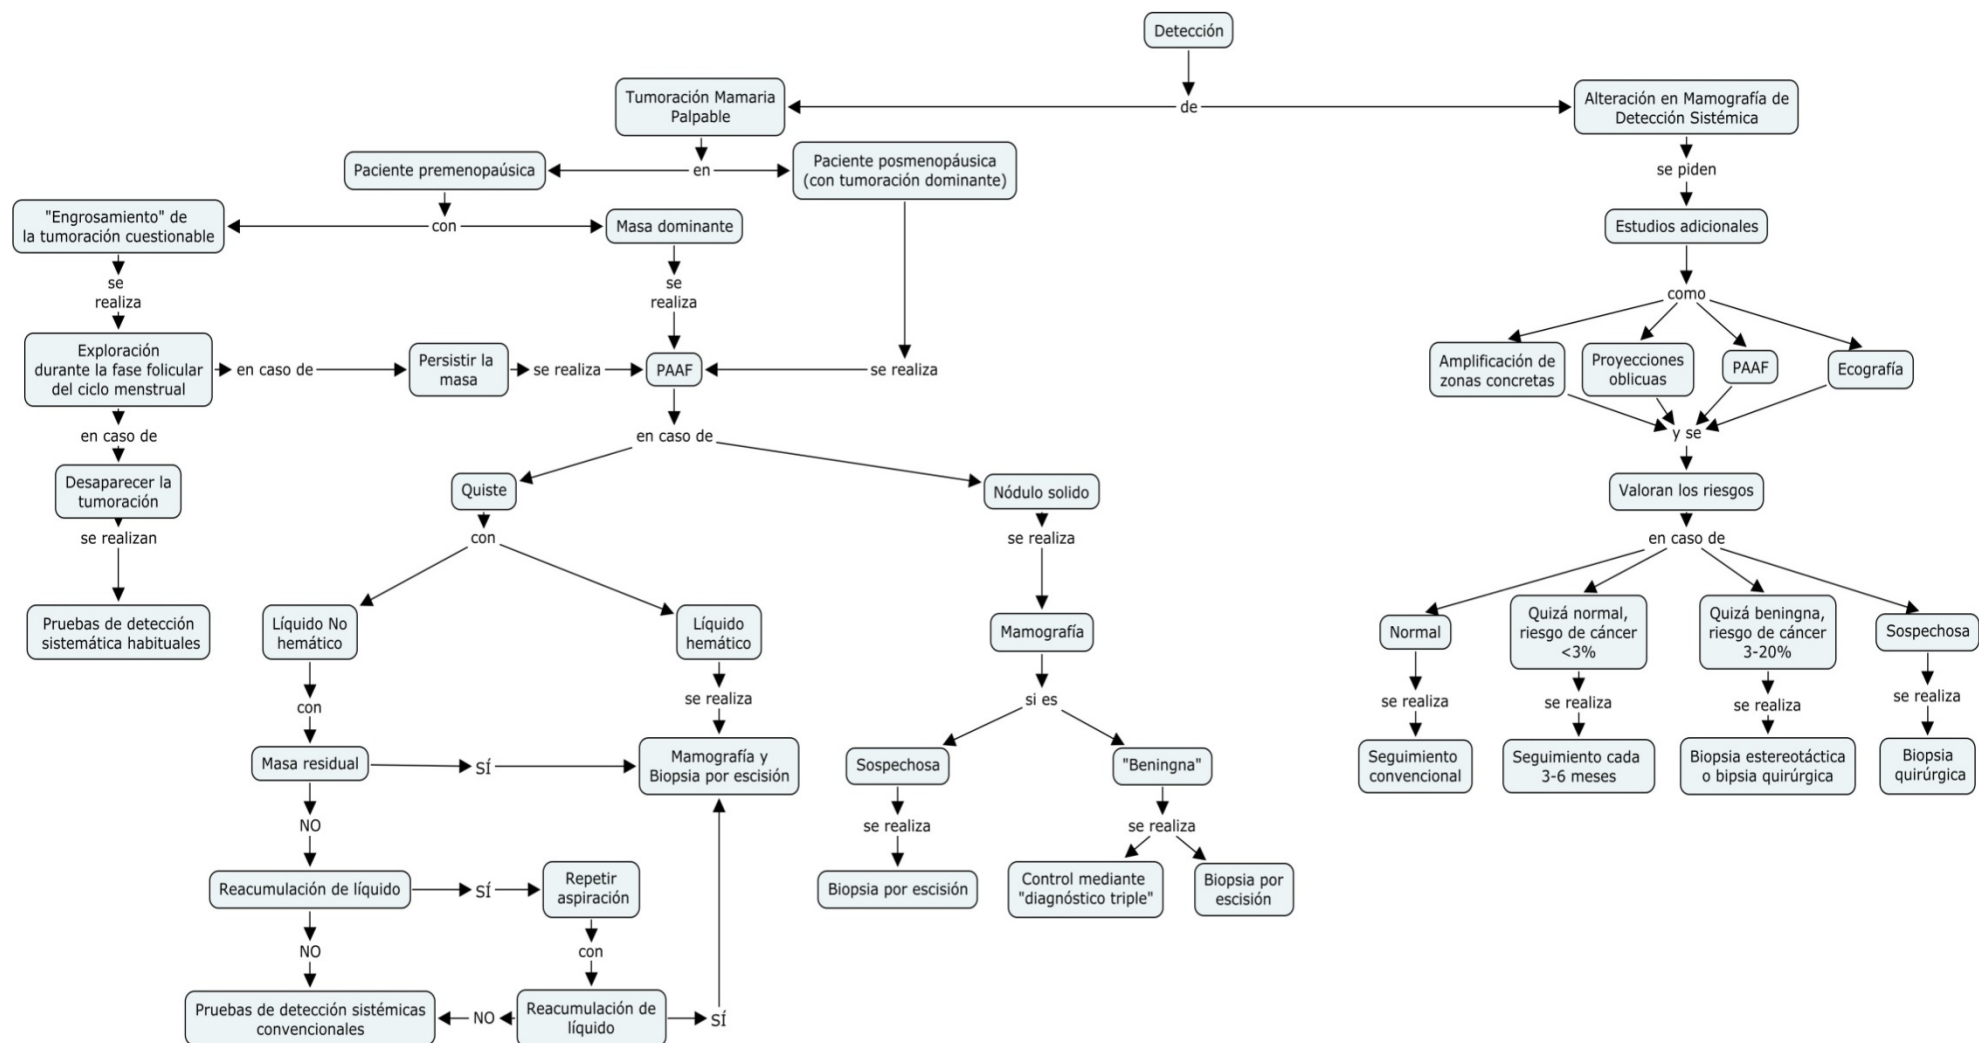 Detección
de
Tumoración Mamaria
Palpable
Alteración en Mamografía de
Detección Sistémica
en
Paciente premenopaúsica
Paciente posmenopáusica
(con tumoración dominante)
se piden
"Engrosamiento" de
la tumoración cuestionable
con
Masa dominante
Estudios adicionales
se
realiza
se
realiza
como
Exploración
durante la fase folicular
del ciclo menstrual
en caso de
Persistir la
masa
se realiza
PAAF
se realiza
Amplificación de
zonas concretas
Proyecciones
oblicuas
PAAF
Ecografía
en caso de
en caso de
y se
Desaparecer la
tumoración
Quiste
Nódulo solido
Valoran los riesgos
se realizan
con
se realiza
en caso de
Pruebas de detección
sistemática habituales
Líquido No
hemático
Líquido
hemático
Mamografía
Normal
Quizá normal,
riesgo de cáncer
<3%
Quizá beningna,
riesgo de cáncer
3-20%
Sospechosa
con
se realiza
si es
se realiza
se realiza
se realiza
se realiza
Masa residual
SÍ
Mamografía y
Biopsia por escisión
Sospechosa
"Beningna"
Seguimiento
convencional
Seguimiento cada
3-6 meses
Biopsia estereotáctica
o bipsia quirúrgica
Biopsia
quirúrgica
NO
se realiza
se realiza
Reacumulación de líquido
SÍ
Repetir
aspiración
Biopsia por escisión
Control mediante
"diagnóstico triple"
Biopsia por
escisión
NO
con
Pruebas de detección sistémicas
convencionales
NO
Reacumulación de
líquido
SÍ